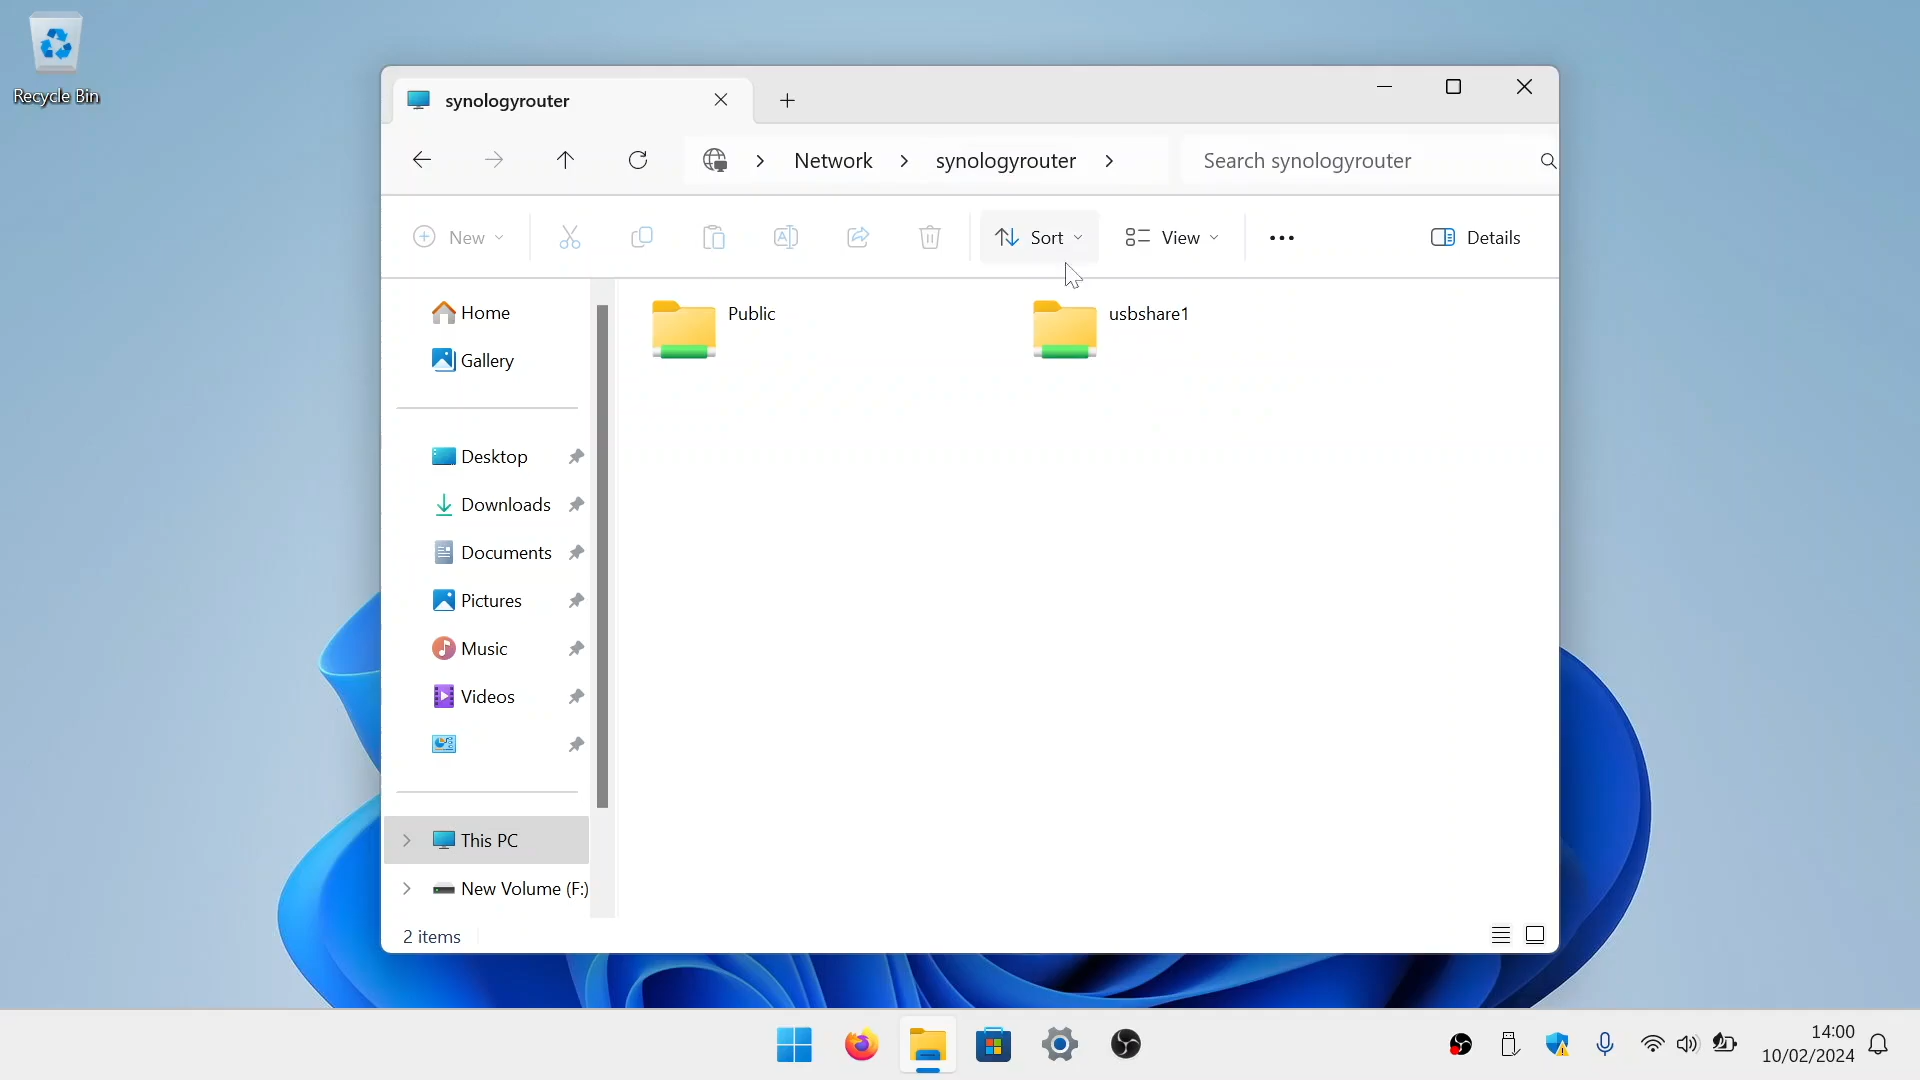 Recycle Bin
synologyrouter
Network
synologyrouter
Search synologyrouter
New
Sort
View
Details
Home
Gallery
Desktop
Downloads
Documents
Pictures
Music
Videos
This PC
New Volume (F:)
Public
usbshare1
2 items
14:00
10/02/2024